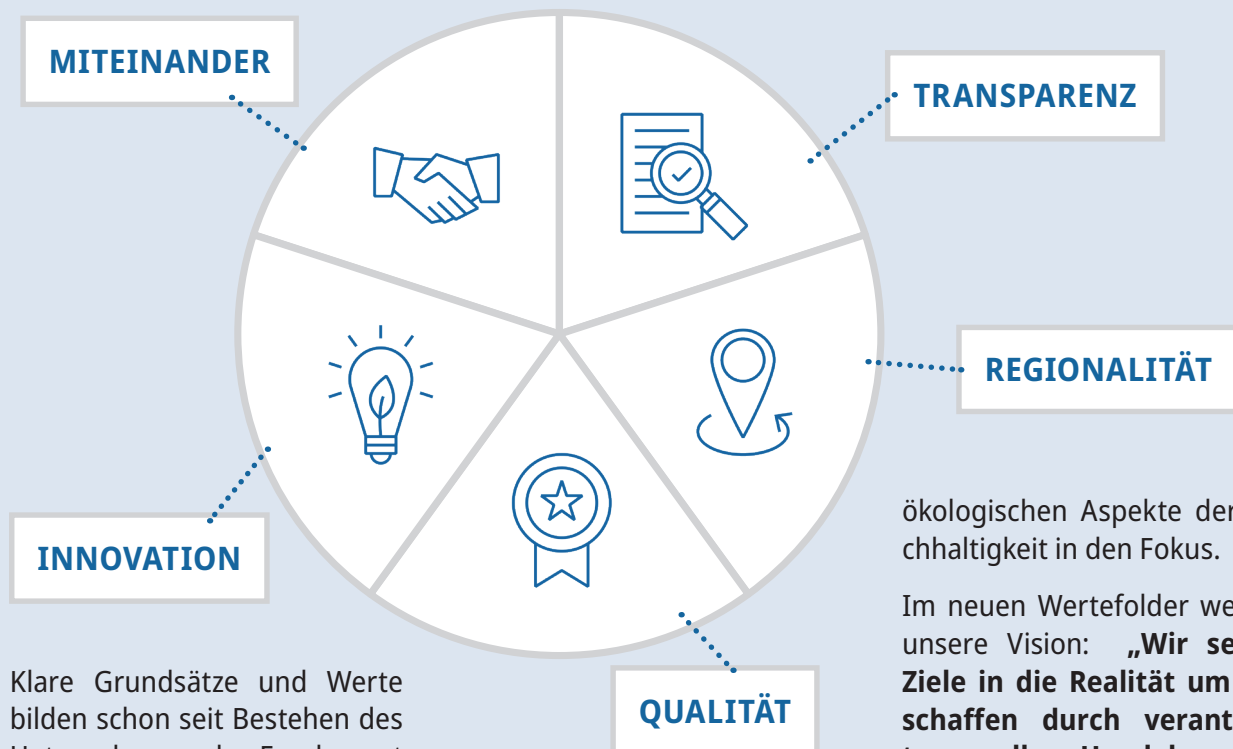 MITEINANDER
TRANSPARENZ
REGIONALITÄT
INNOVATION
QUALITÄT
Klare Grundsätze und Werte
bilden schon seit Bestehen des
ökologischen Aspekte der
chhaltigkeit in den Fokus.
Im neuen Wertefolder we
unsere Vision: „Wir se
Ziele in die Realität um
schaffen durch verant